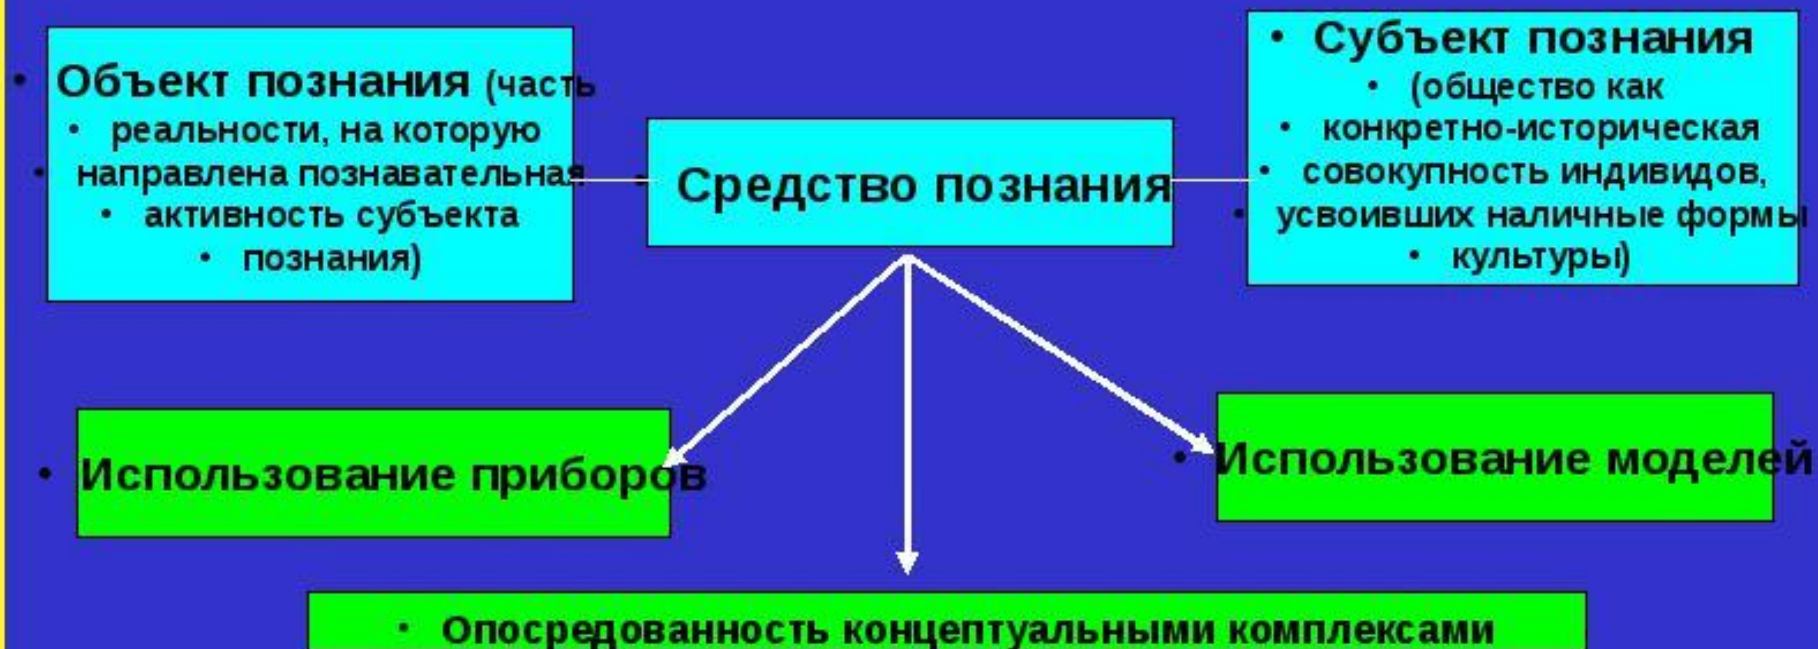 • Объект познания (часть
• реальности, на которую
• направлена познавательная
• активность субъекта
• познания)
• Средство познания
• Субъект познания
• (общество как
• конкретно-историческая
• совокупность индивидов,
• усвоивших наличные формы
• культуры)
• Использование приборов
• Использование моделей
• Опосредованность концептуальными комплексами